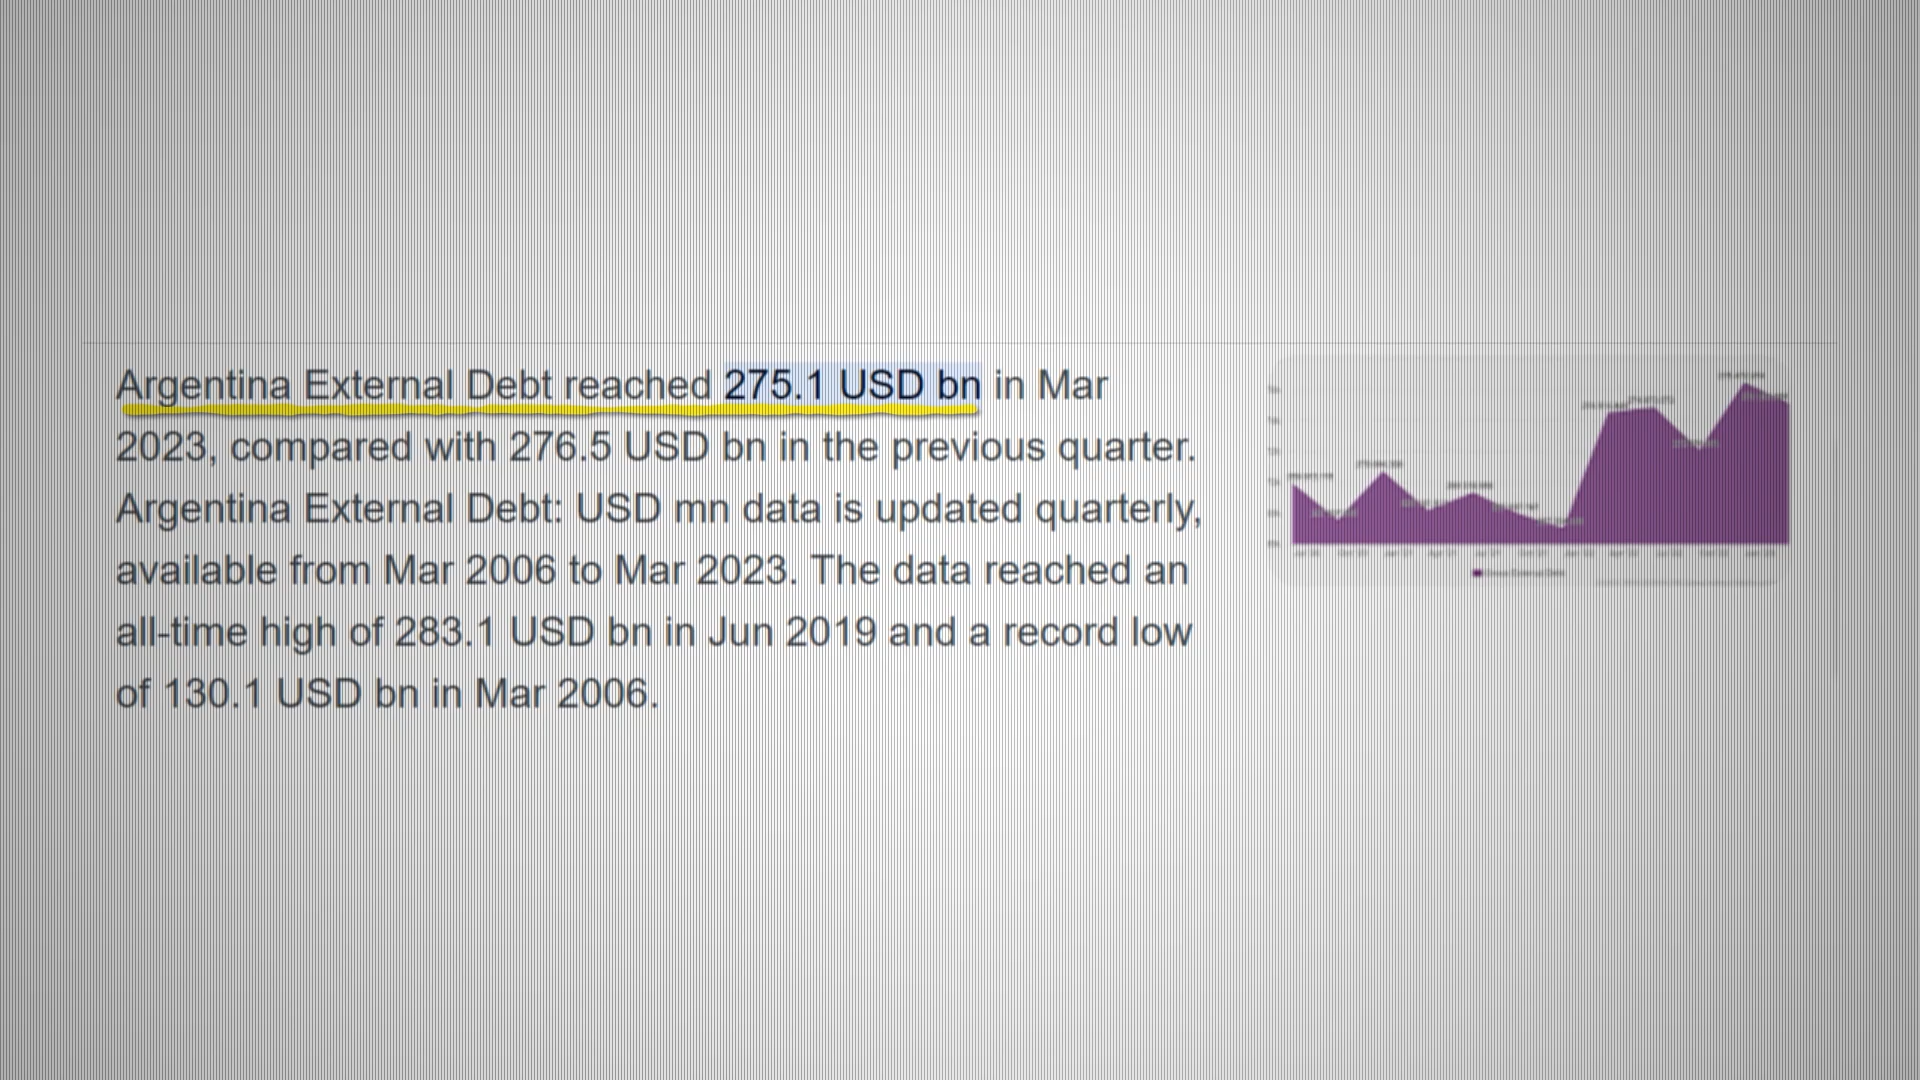 Argentina External Debt reached 275.1 USD bn in Mar
2023, compared with 276.5 USD bn in the previous quarter.
Argentina External Debt: USD mn data is updated quarterly,
available from Mar 2006 to Mar 2023. The data reached an
all-time high of 283.1 USD bn in Jun 2019 and a record low
of 130.1 USD bn in Mar 2006.